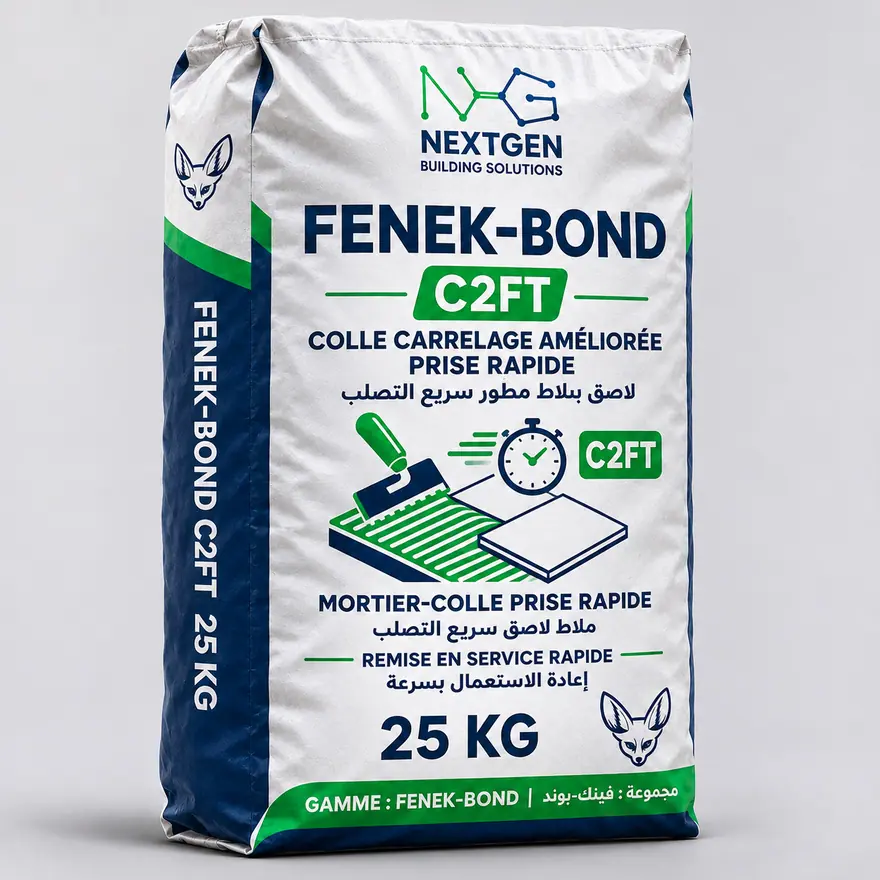 NEXTGEN
BUILDING SOLUTIONS
FENEK-BOND
C2FT
COLLE CARRELAGE AMÉLIORÉE
PRISE RAPIDE
لاصق بلاط مطور سريع التصلب
C2FT
MORTIER-COLLE PRISE RAPIDE
ملاط لاصق سريع التصلب
REMISE EN SERVICE RAPIDE
إعادة الاستعمال بسرعة
25 KG
GAMME : FENEK-BOND | مجموعة : فينك-بوند
FENEK-BOND C2FT 25 KG